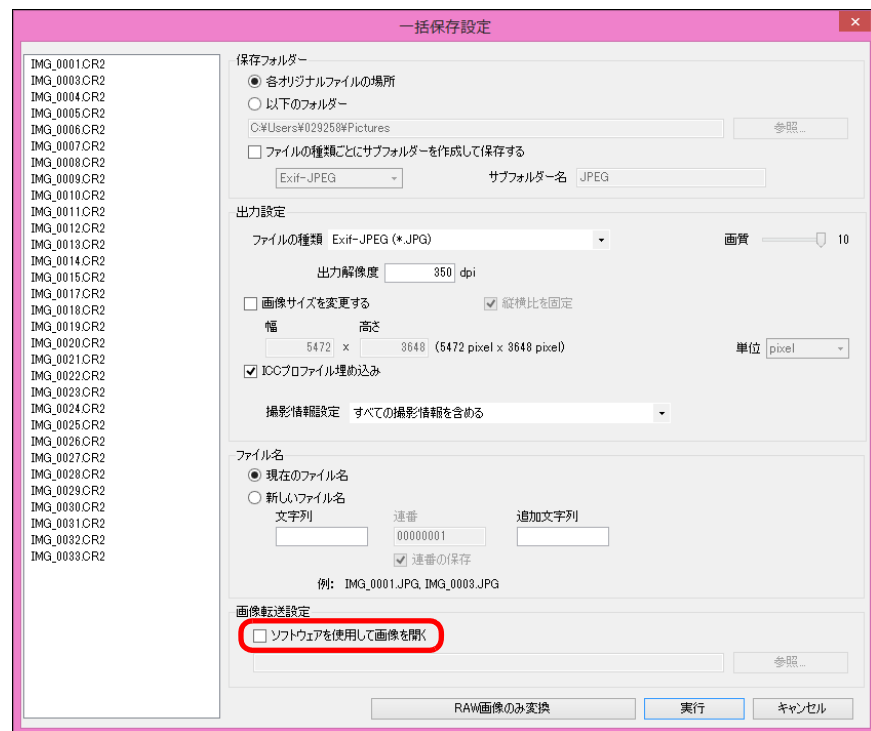 一括保存設定
IMG_0001.CR2
IMG_0003.CR2
IMG_0004.CR2
IMG_0005.CR2
IMG_0006.CR2
IMG_0007.CR2
IMG_0008.CR2
IMG_0009.CR2
IMG_0010.CR2
IMG_0011.CR2
IMG_0012.CR2
IMG_0013.CR2
IMG_0014.CR2
IMG_0015.CR2
IMG_0017.CR2
IMG_0018.CR2
IMG_0019.CR2
IMG_0020.CR2
IMG_0021.CR2
IMG_0022.CR2
IMG_0023.CR2
IMG_0024.CR2
IMG_0025.CR2
IMG_0026.CR2
IMG_0027.CR2
IMG_0028.CR2
IMG_0029.CR2
IMG_0030.CR2
IMG_0031.CR2
IMG_0032.CR2
IMG_0033.CR2
保存フォルダー
各オリジナルファイルの場所
以下のフォルダー
C:¥Users¥029258¥Pictures 参照...
ファイルの種類ごとにサブフォルダーを作成して保存する
Exif-JPEG サブフォルダー名 JPEG
出力設定
ファイルの種類 Exif-JPEG (*.JPG) 画質 10
出力解像度 350 dpi
画像サイズを変更する 縦横比を固定
幅 高さ
5472 x 3648 (5472 pixel x 3648 pixel) 単位 pixel
ICCプロファイル埋め込み
撮影情報設定 すべての撮影情報を含める
ファイル名
現在のファイル名
新しいファイル名
文字列 連番 追加文字列
00000001
連番の保存
例: IMG_0001.JPG, IMG_0003.JPG
画像転送設定
ソフトウェアを使用して画像を開く
参照...
RAW画像のみ変換 実行 キャンセル